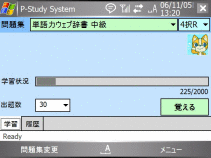 P-Study System 06/11/05 13:20
問題集 単語力ウェブ辞書 中級 4択R
学習状況
225/2000
出題数 30 覚える
学習 履歴
Ready
問題集変更 A メニュー